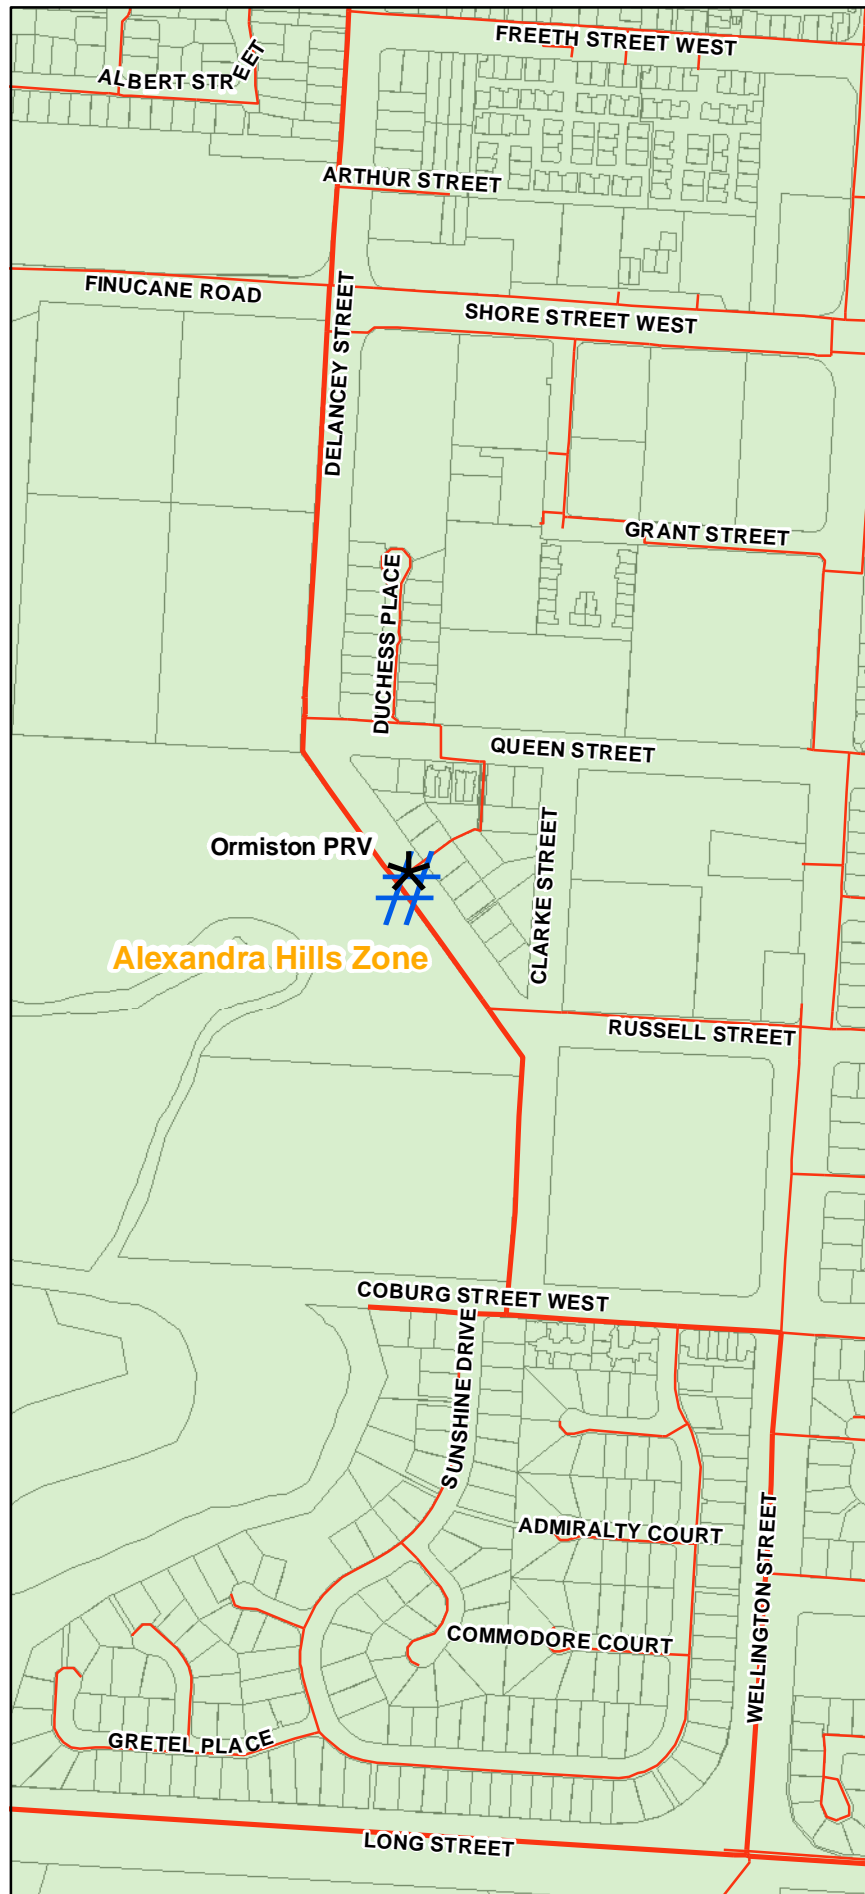 FREETH STREET WEST
ALBERT STREET
ARTHUR STREET
FINUCANE ROAD
SHORE STREET WEST
DELANCEY STREET
GRANT STREET
DUCHESS PLACE
QUEEN STREET
Ormiston PRV
CLARKE STREET
Alexandra Hills Zone
RUSSELL STREET
COBURG STREET WEST
SUNSHINE DRIVE
ADMIRALTY COURT
WELLINGTON STREET
COMMODORE COURT
GRETEL PLACE
LONG STREET